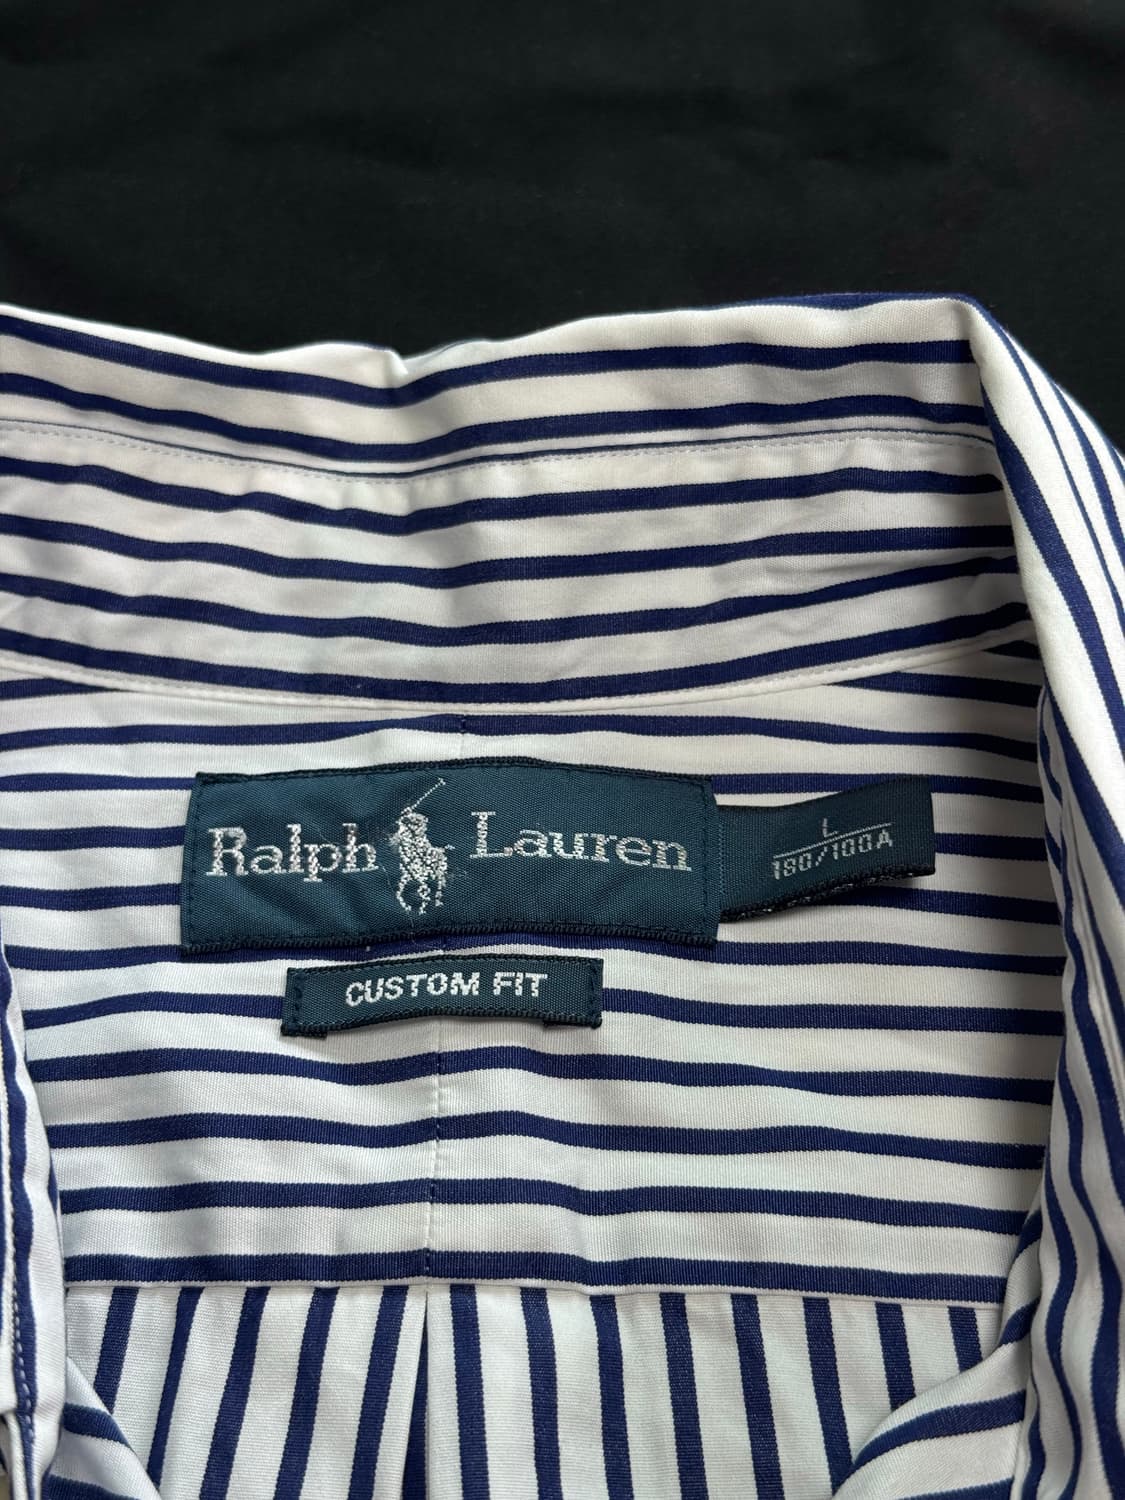 Ralph Lauren
L
180/100A
CUSTOM FIT